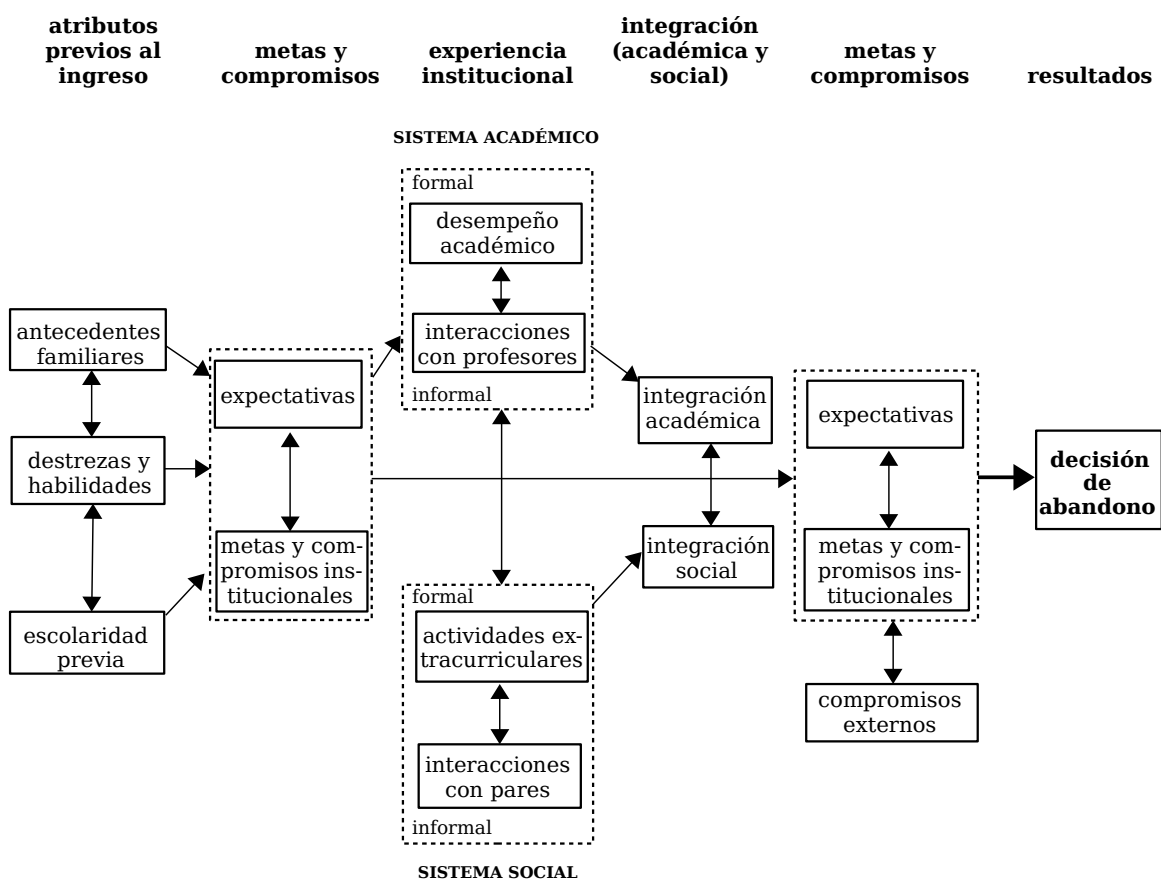 atributos
previos al
ingreso
metas y
compromisos
experiencia
institucional
integración
(académica y
social)
metas y
compromisos
resultados
SISTEMA ACADÉMICO
formal
desempeño
académico
interacciones
con profesores
informal
antecedentes
familiares
destrezas y
habilidades
escolaridad
previa
expectativas
metas y com-
promisos ins-
titucionales
formal
actividades ex-
tracurriculares
interacciones
con pares
informal
SISTEMA SOCIAL
integración
académica
integración
social
expectativas
metas y com-
promisos ins-
titucionales
compromisos
externos
decisión
de
abandono